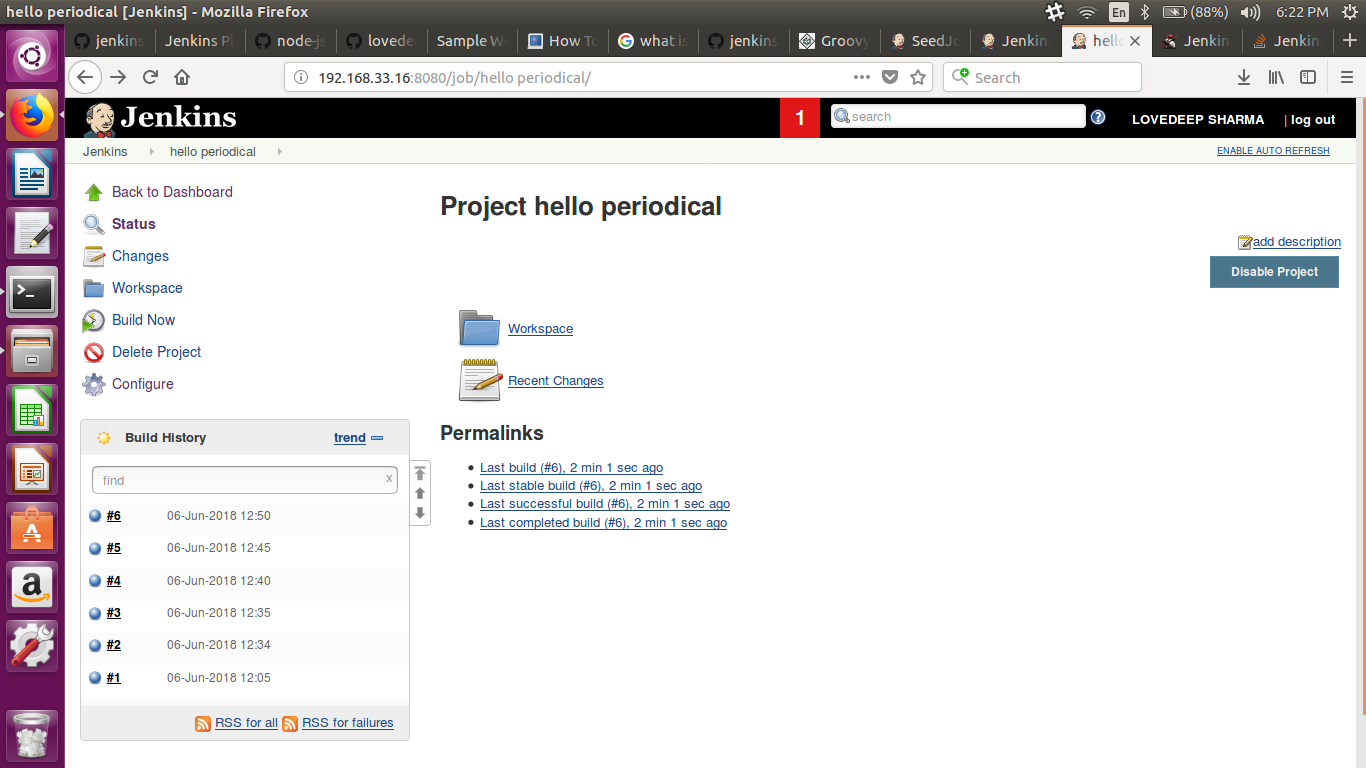 hello periodical [Jenkins] - Mozilla Firefox
En
(88%)
6:22 PM
jenkins
Jenkins Pl
node-js
lovede
Sample W
How To
what is
jenkins
Groovy
SeedJo
Jenkins
hello
Jenkins
Jenkins
192.168.33.16:8080/job/hello periodical/
Search
Jenkins
1
search
LOVEDEEP SHARMA
| log out
Jenkins
hello periodical
ENABLE AUTO REFRESH
Back to Dashboard
Status
Changes
Workspace
Build Now
Delete Project
Configure
Project hello periodical
add description
Disable Project
Workspace
Recent Changes
Permalinks
Last build (#6), 2 min 1 sec ago
Last stable build (#6), 2 min 1 sec ago
Last successful build (#6), 2 min 1 sec ago
Last completed build (#6), 2 min 1 sec ago
Build History
trend
find
x
#6 06-Jun-2018 12:50
#5 06-Jun-2018 12:45
#4 06-Jun-2018 12:40
#3 06-Jun-2018 12:35
#2 06-Jun-2018 12:34
#1 06-Jun-2018 12:05
RSS for all
RSS for failures